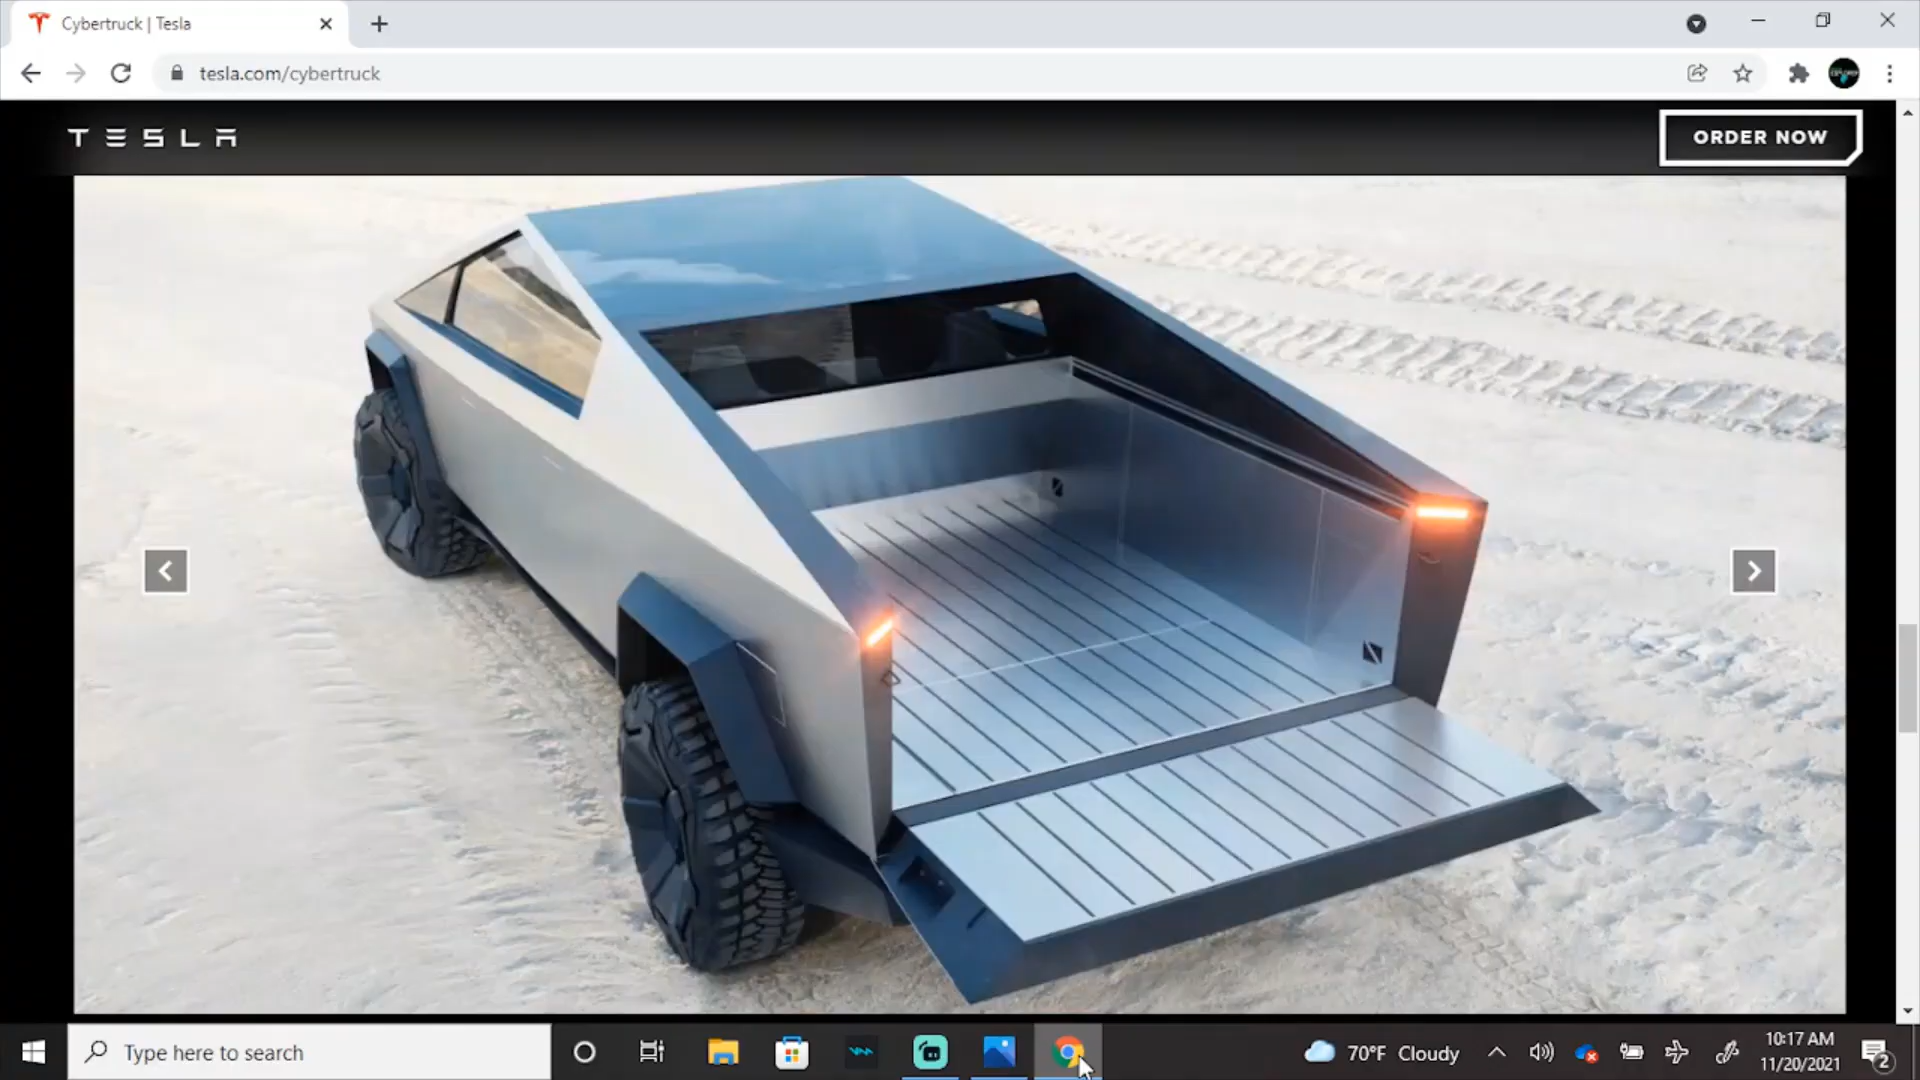 Cybertruck | Tesla
tesla.com/cybertruck
TESLA
ORDER NOW
Type here to search
70°F Cloudy
10:17 AM
11/20/2021
2